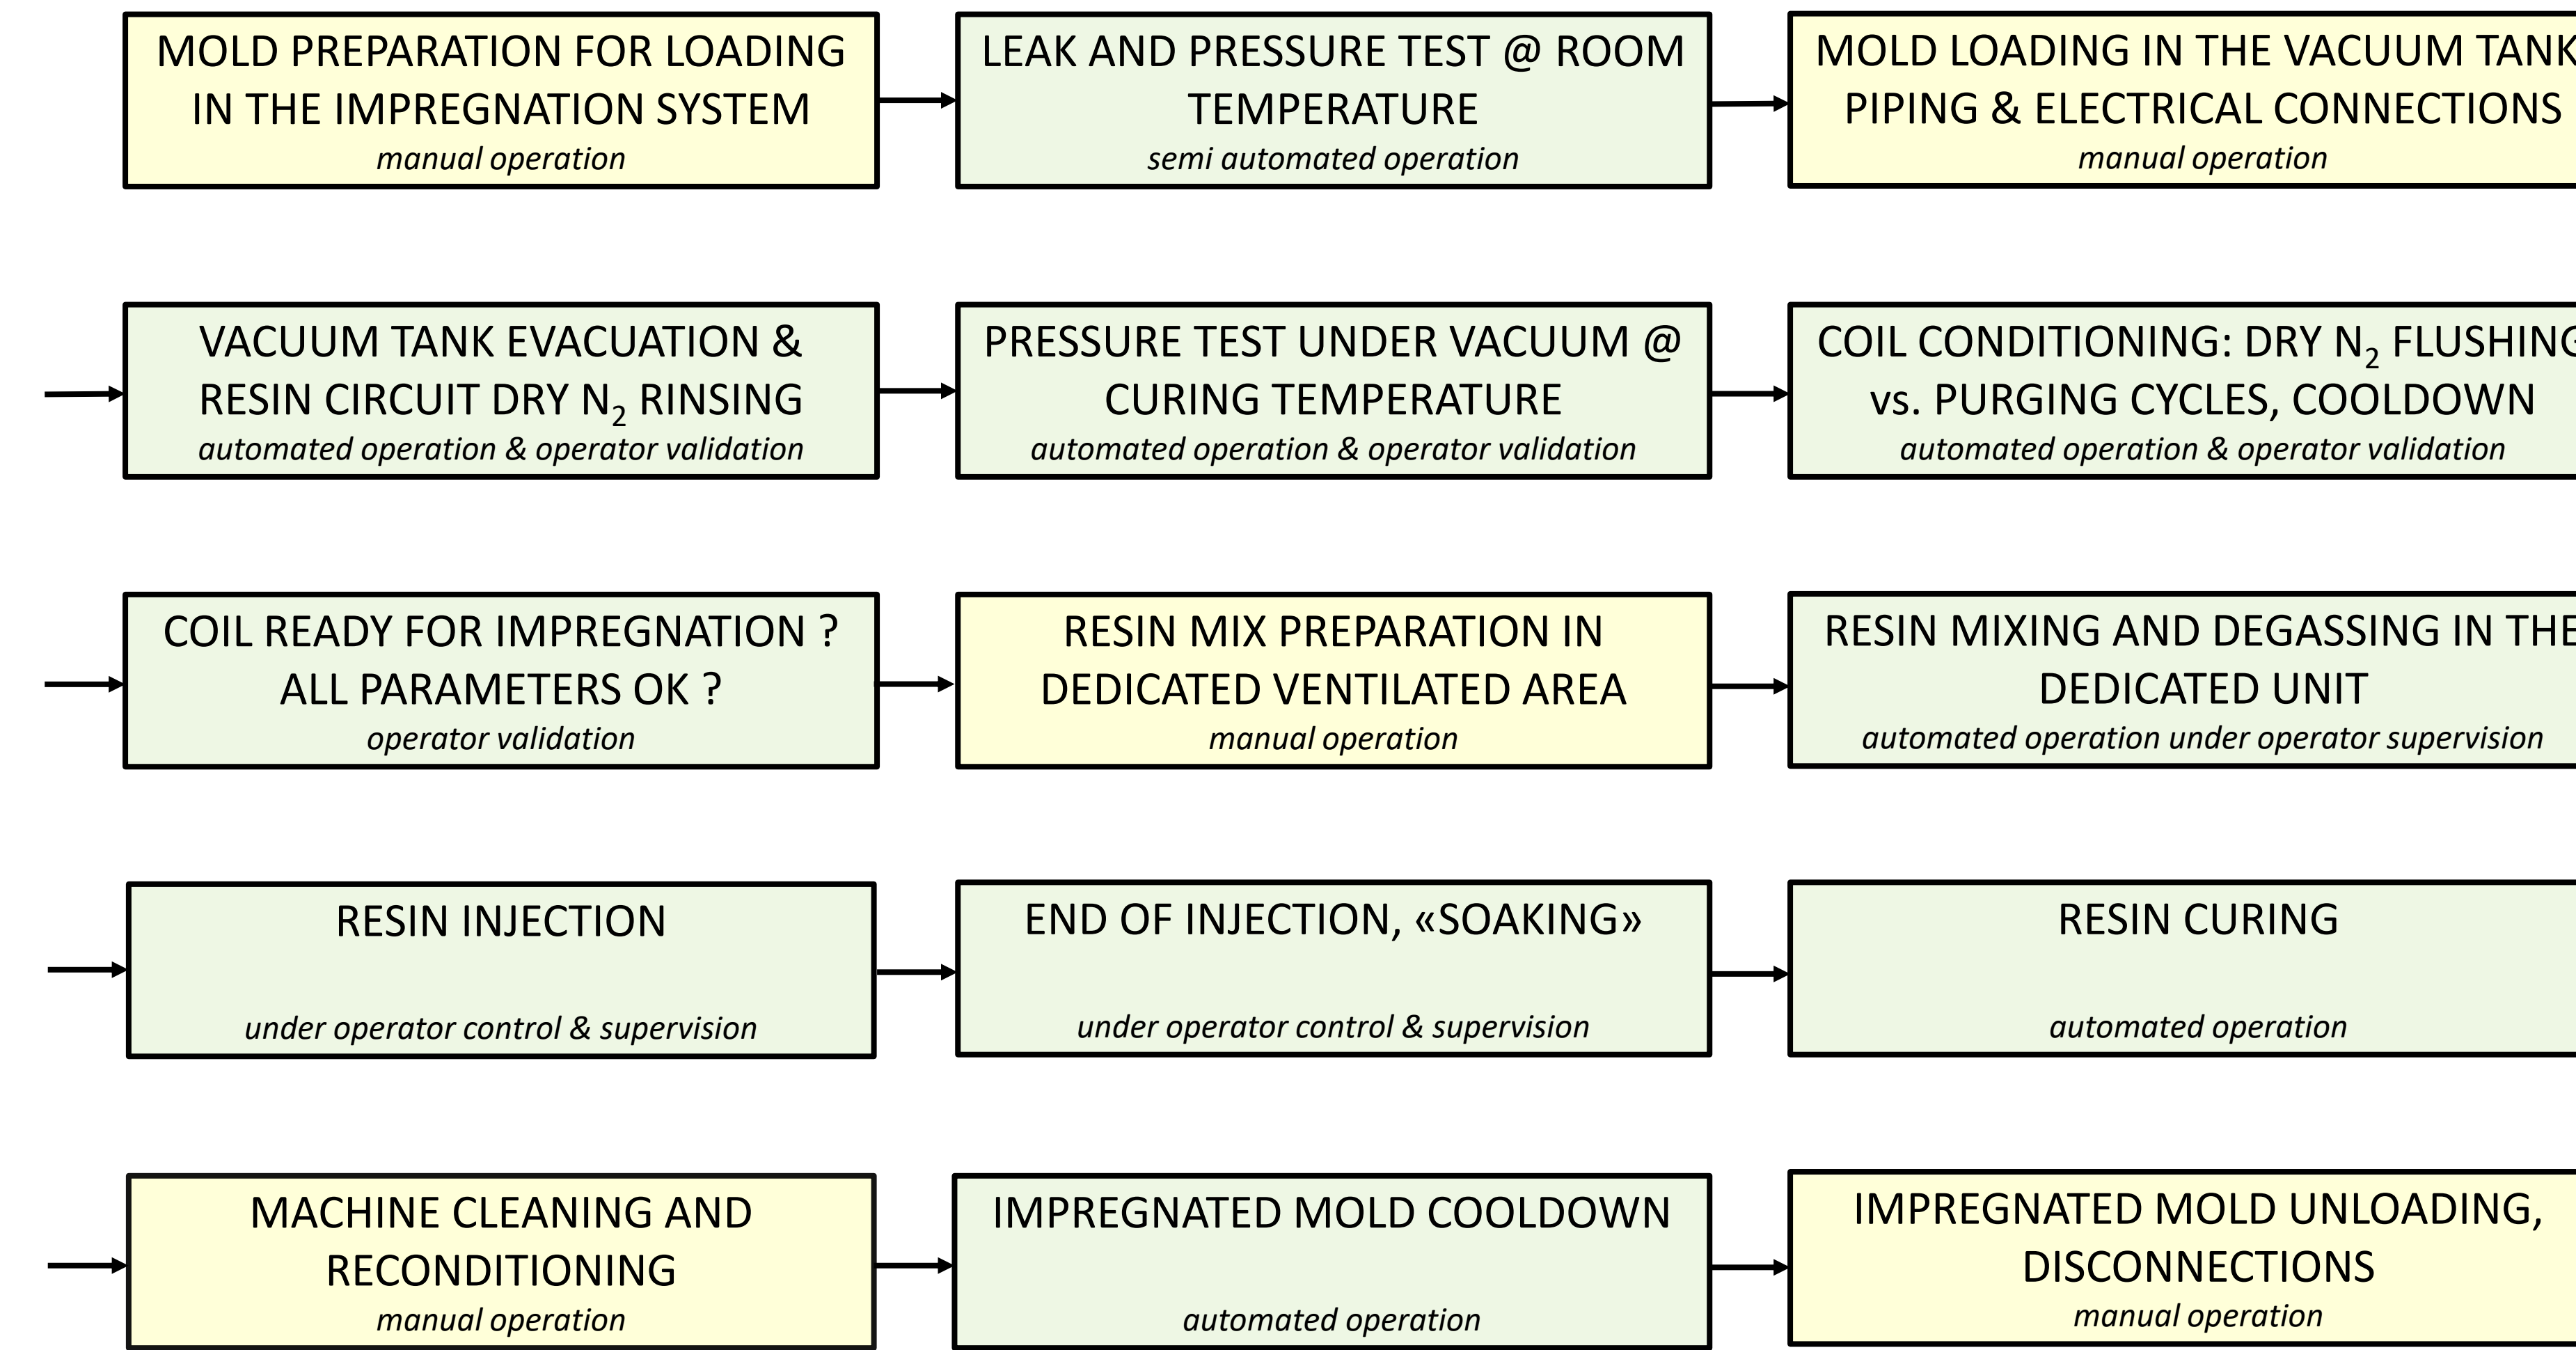 MOLD PREPARATION FOR LOADING
IN THE IMPREGNATION SYSTEM
manual operation
LEAK AND PRESSURE TEST @ ROOM
TEMPERATURE
semi automated operation
MOLD LOADING IN THE VACUUM TANK
PIPING & ELECTRICAL CONNECTIONS
manual operation
VACUUM TANK EVACUATION &
RESIN CIRCUIT DRY N₂ RINSING
automated operation & operator validation
PRESSURE TEST UNDER VACUUM @
CURING TEMPERATURE
automated operation & operator validation
COIL CONDITIONING: DRY N₂ FLUSHING
vs. PURGING CYCLES, COOLDOWN
automated operation & operator validation
COIL READY FOR IMPREGNATION ?
ALL PARAMETERS OK ?
operator validation
RESIN MIX PREPARATION IN
DEDICATED VENTILATED AREA
manual operation
RESIN MIXING AND DEGASSING IN THE
DEDICATED UNIT
automated operation under operator supervision
RESIN INJECTION
under operator control & supervision
END OF INJECTION, «SOAKING»
under operator control & supervision
RESIN CURING
automated operation
MACHINE CLEANING AND
RECONDITIONING
manual operation
IMPREGNATED MOLD COOLDOWN
automated operation
IMPREGNATED MOLD UNLOADING,
DISCONNECTIONS
manual operation